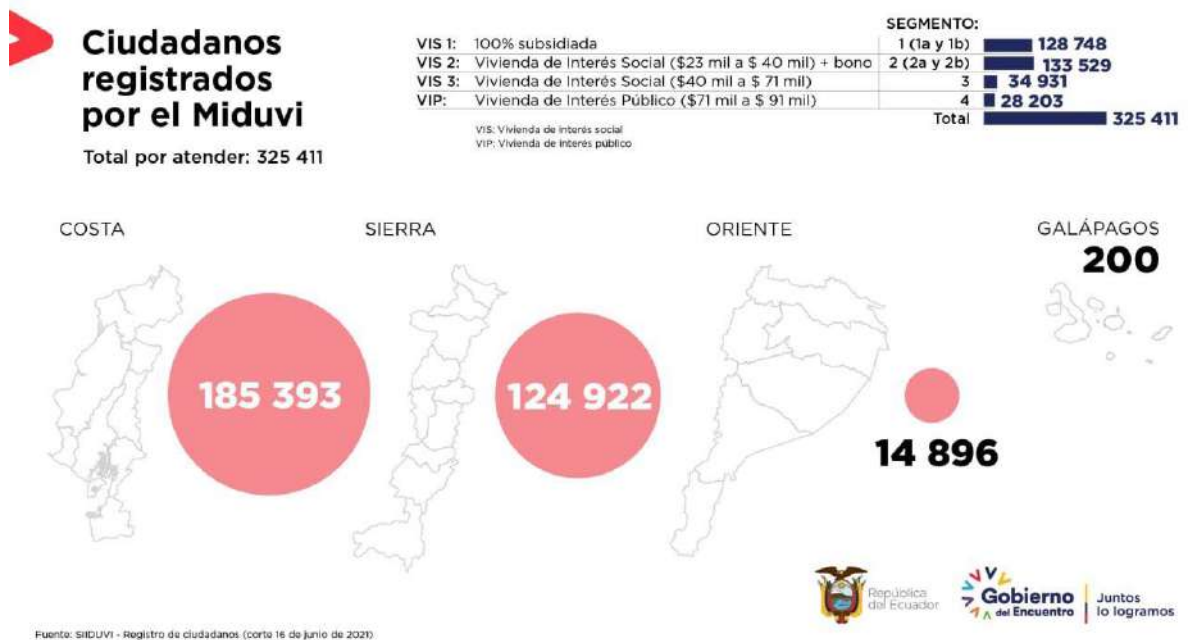 Ciudadanos
registrados
por el Miduvi
Total por atender: 325 411
SEGMENTO:
VIS 1: 100% subsidiada 1 (1a y 1b) 128 748
VIS 2: Vivienda de Interés Social ($23 mil a $ 40 mil) + bono 2 (2a y 2b) 133 529
VIS 3: Vivienda de Interés Social ($40 mil a $ 71 mil) 3 34 931
VIP: Vivienda de Interés Público ($71 mil a $ 91 mil) 4 28 203
Total 325 411
VIS: Vivienda de interés social
VIP: Vivienda de interés público
COSTA
185 393
SIERRA
124 922
ORIENTE
14 896
GALÁPAGOS
200
República
del Ecuador
Gobierno
del Encuentro
Juntos
lo logramos
Fuente: SIIDUVI - Registro de ciudadanos (corte 16 de junio de 2021)